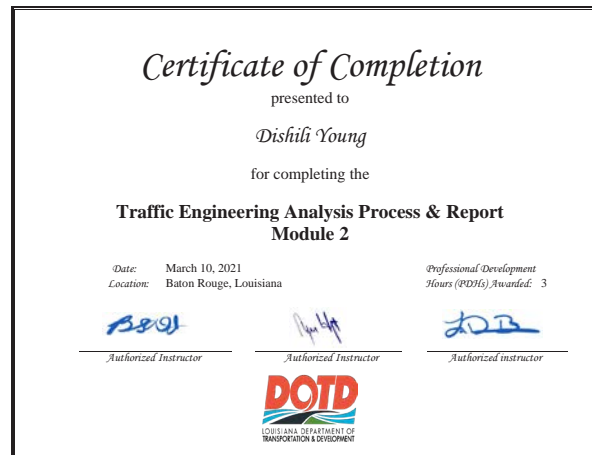 Certificate of Completion
presented to
Dishili Young
for completing the
Traffic Engineering Analysis Process & Report
Module 2
Date: March 10, 2021
Location: Baton Rouge, Louisiana
Professional Development
Hours (PDHs) Awarded: 3
Authorized Instructor
Authorized Instructor
Authorized instructor
DOTD
LOUISIANA DEPARTMENT OF
TRANSPORTATION & DEVELOPMENT